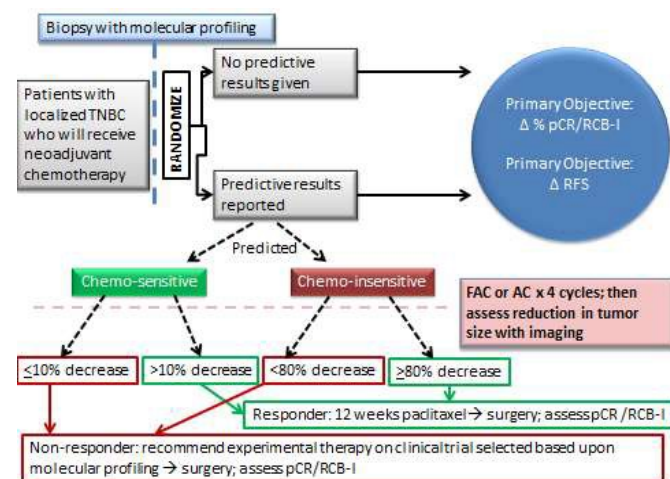 Biopsy with molecular profiling
Patients with
localized TNBC
who will receive
neoadjuvant
chemotherapy
RANDOMIZE
No predictive
results given
Predictive results
reported
Primary Objective:
Δ % pCR/RCB-I
Primary Objective:
Δ RFS
Predicted
Chemo-sensitive
Chemo-insensitive
FAC or AC x 4 cycles; then
assess reduction in tumor
size with imaging
≤10% decrease
>10% decrease
<80% decrease
≥80% decrease
Responder: 12 weeks paclitaxel → surgery; assess pCR /RCB-I
Non-responder: recommend experimental therapy on clinical trial selected based upon
molecular profiling → surgery; assess pCR/RCB-I